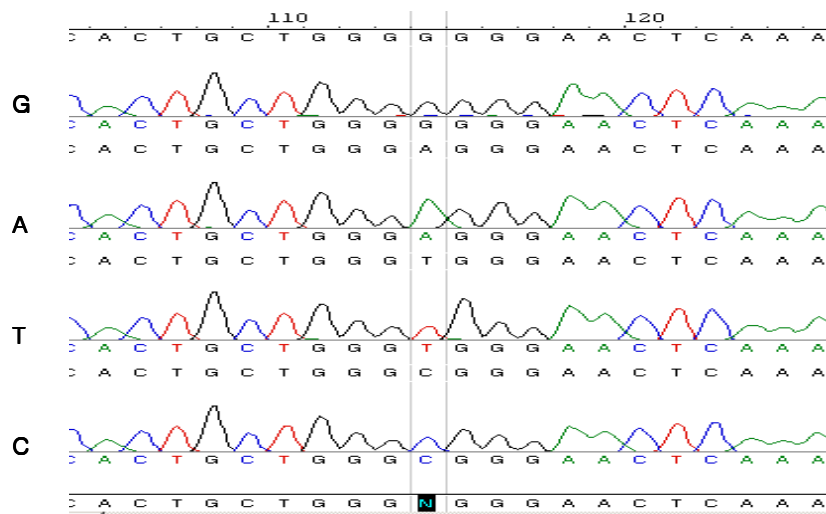 110 120
C A C T G C T G G G G G G G A A C T C A A A
G
C A C T G C T G G G G G G G A A C T C A A A
C A C T G C T G G G A G G G A A C T C A A A
A
C A C T G C T G G G A G G G A A C T C A A A
C A C T G C T G G G T G G G A A C T C A A A
T
C A C T G C T G G G T G G G A A C T C A A A
C A C T G C T G G G C G G G A A C T C A A A
C
C A C T G C T G G G C G G G A A C T C A A A
C A C T G C T G G G N G G G A A C T C A A A